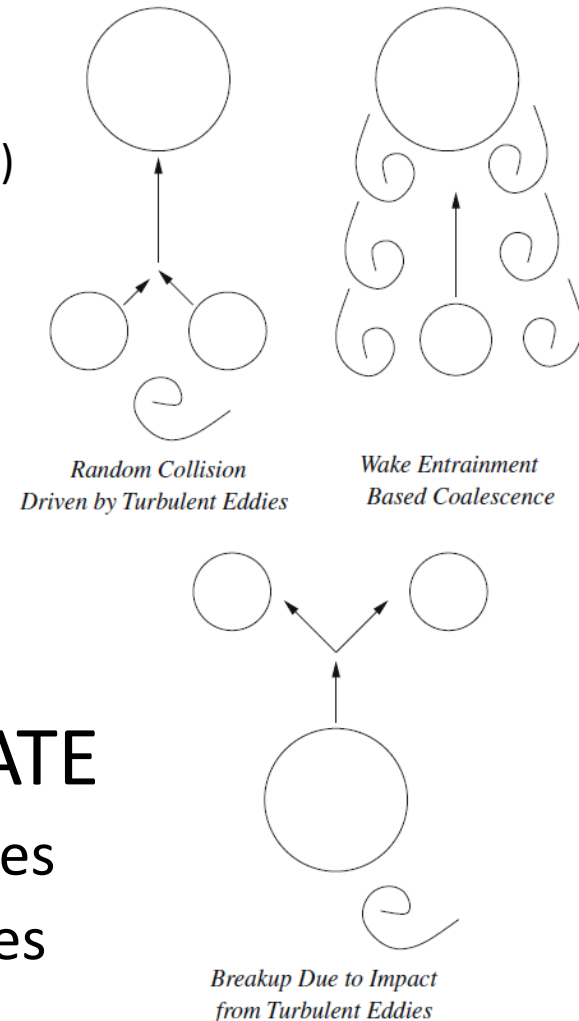 )
Random Collision
Driven by Turbulent Eddies
Wake Entrainment
Based Coalescence
ATE
es
es
Breakup Due to Impact
from Turbulent Eddies